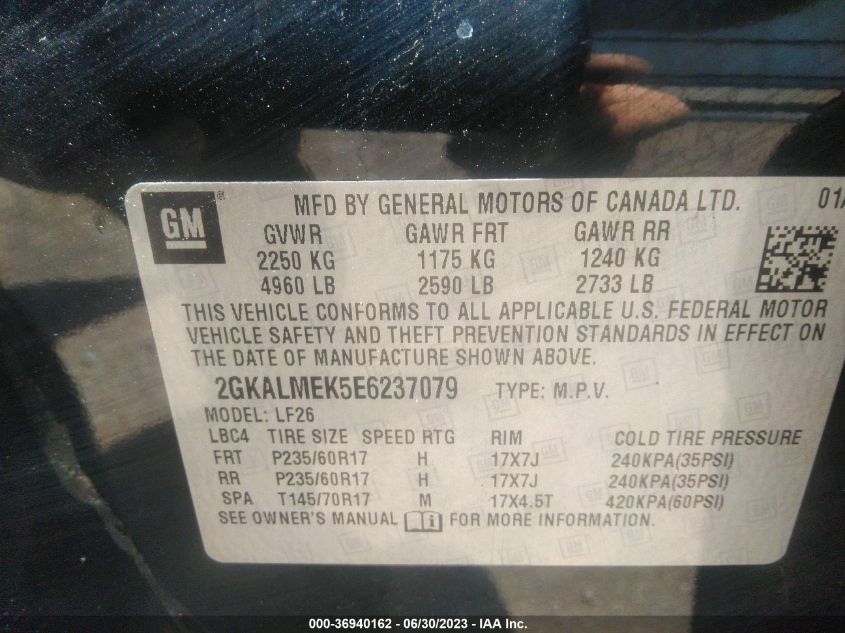 GM ® MFD BY GENERAL MOTORS OF CANADA LTD. 01/
GVWR GAWR FRT GAWR RR
2250 KG 1175 KG 1240 KG
4960 LB 2590 LB 2733 LB
THIS VEHICLE CONFORMS TO ALL APPLICABLE U.S. FEDERAL MOTOR
VEHICLE SAFETY AND THEFT PREVENTION STANDARDS IN EFFECT ON
THE DATE OF MANUFACTURE SHOWN ABOVE.
2GKALMEK5E6237079 TYPE: M.P.V.
MODEL: LF26
LBC4 TIRE SIZE SPEED RTG RIM COLD TIRE PRESSURE
FRT P235/60R17 H 17X7J 240KPA(35PSI)
RR P235/60R17 H 17X7J 240KPA(35PSI)
SPA T145/70R17 M 17X4.5T 420KPA(60PSI)
SEE OWNER'S MANUAL FOR MORE INFORMATION.
000-36940162 - 06/30/2023 - IAA Inc.